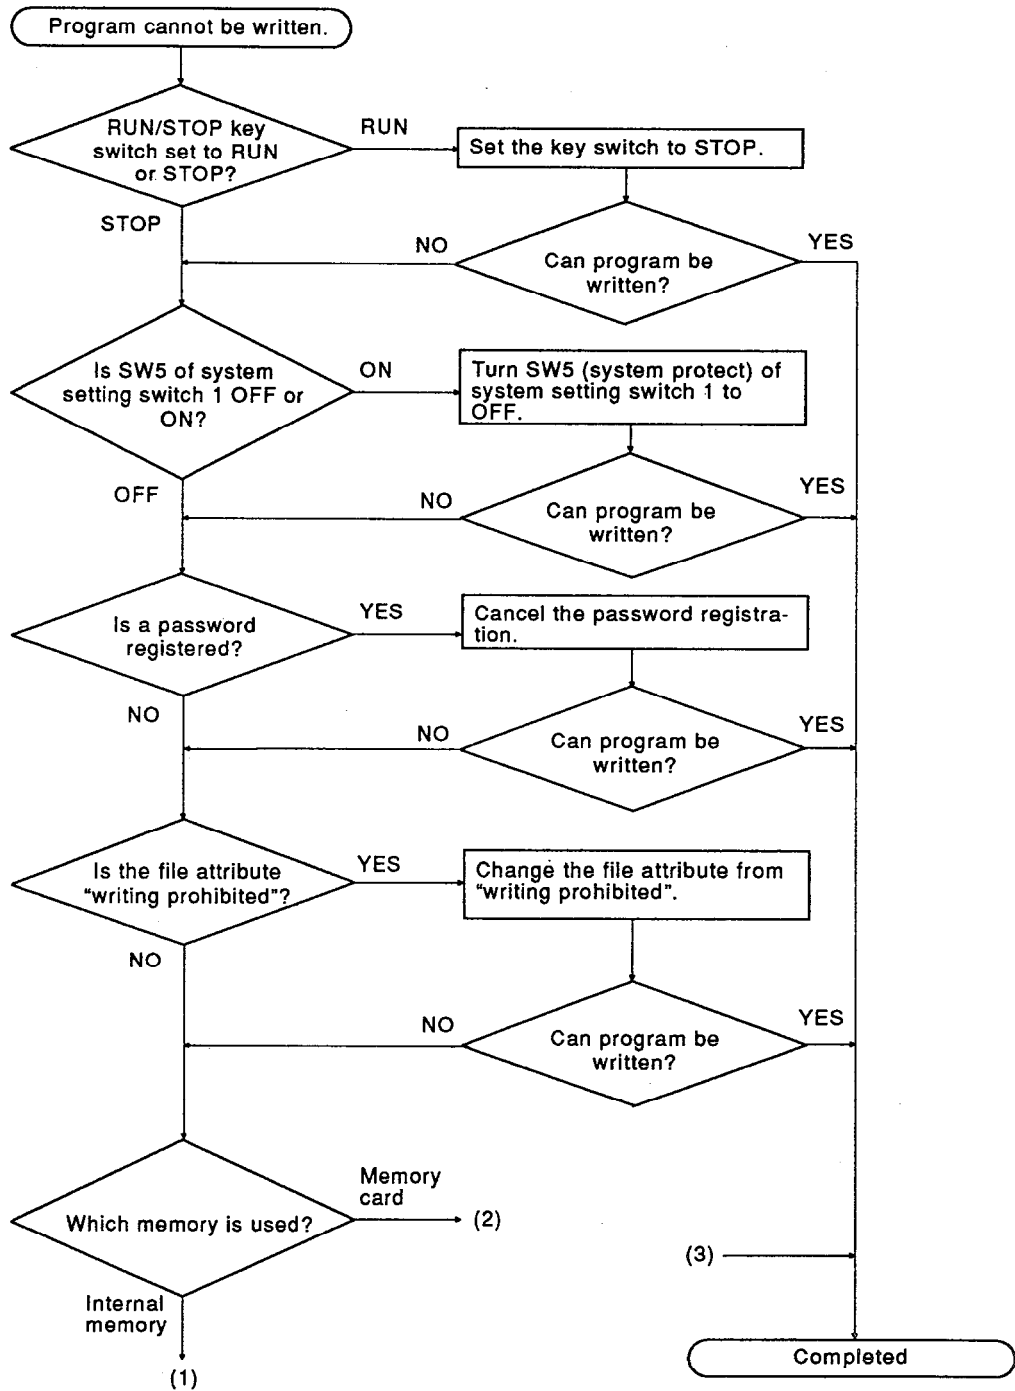 Program cannot be written.
RUN/STOP key
switch set to RUN
or STOP?
RUN
Set the key switch to STOP.
STOP
NO
Can program be
written?
YES
Is SW5 of system
setting switch 1 OFF or
ON?
ON
Turn SW5 (system protect) of
system setting switch 1 to
OFF.
OFF
NO
Can program be
written?
YES
Is a password
registered?
YES
Cancel the password registra-
tion.
NO
NO
Can program be
written?
YES
Is the file attribute
"writing prohibited"?
YES
Change the file attribute from
"writing prohibited".
NO
NO
Can program be
written?
YES
Which memory is used?
Memory
card
(2)
(3)
Internal
memory
(1)
Completed